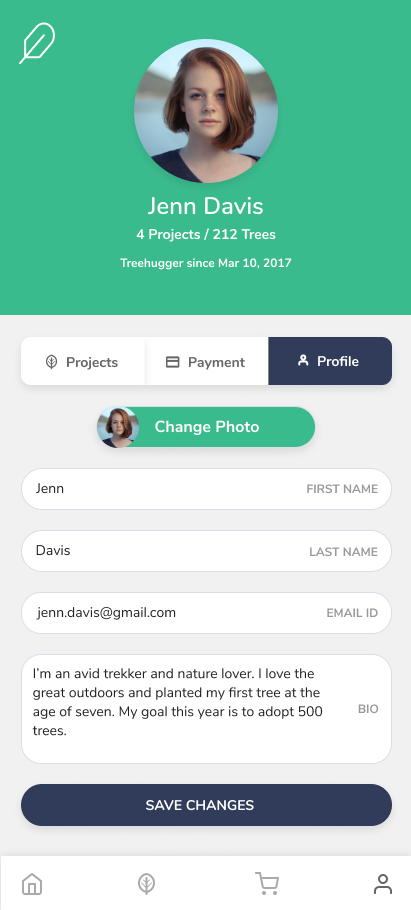 Jenn Davis
4 Projects / 212 Trees
Treehugger since Mar 10, 2017
Projects Payment Profile
Change Photo
Jenn FIRST NAME
Davis LAST NAME
jenn.davis@gmail.com EMAIL ID
I'm an avid trekker and nature lover. I love the
great outdoors and planted my first tree at the
age of seven. My goal this year is to adopt 500
trees.
BIO
SAVE CHANGES